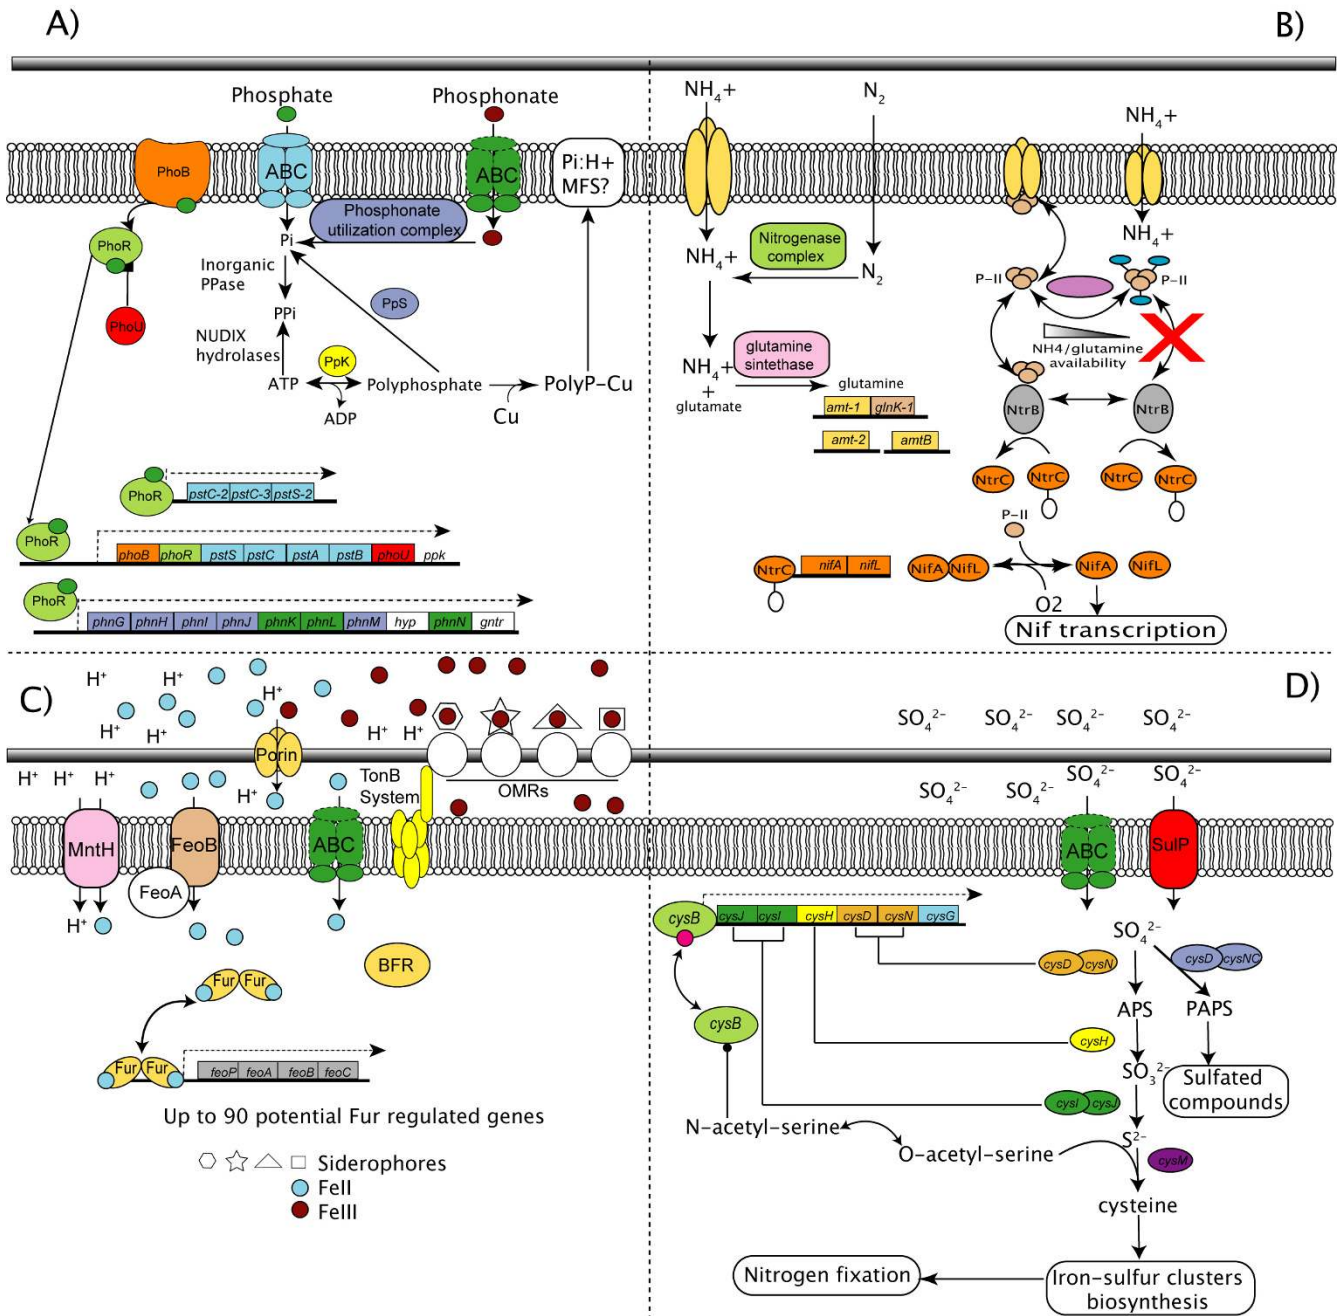 A)
B)
Phosphate
Phosphonate
PhoB
ABC
ABC
Pi:H+
MFS?
Phosphonate
utilization complex
PhoR
Pi
Inorganic
PPase
PhoU
PPi
PpS
NUDIX
hydrolases
PpK
ATP
Polyphosphate
PolyP-Cu
ADP
Cu
PhoR
pstC-2 pstC-3 pstS-2
PhoR
phoB phoR pstS pstC pstA pstB phoU ppk
PhoR
phnG phnH phnI phnJ phnK phnL phnM hyp phnN gntr
NH4+
N2
NH4+
NH4+
Nitrogenase
complex
NH4+
N2
P-II
P-II
NH4/glutamine
availability
NH4+
+
glutamate
glutamine
sintethase
glutamine
amt-1 glnK-1
amt-2 amtB
NtrB
NtrB
NtrC
NtrC
NtrC
NtrC
P-II
NtrC
nifA nifL
NifA NifL
NifA
NifL
O2
Nif transcription
C)
H+
H+
H+
H+
H+
H+
H+
Porin
H+ H+ H+
H+
TonB
System
OMRs
MntH
FeoB
ABC
FeoA
H+
BFR
Fur Fur
Fur Fur
feoP feoA feoB feoC
Up to 90 potential Fur regulated genes
Siderophores
FeII
FeIII
D)
SO4 2−
SO4 2−
SO4 2−
SO4 2−
SO4 2−
SO4 2−
SO4 2−
SO4 2−
ABC
SulP
cysB
cysJ cysI cysH cysD cysN cysG
SO4 2−
cysD cysN
cysD cysNC
APS
PAPS
cysB
cysH
SO3 2−
Sulfated
compounds
cysI cysJ
N-acetyl-serine
O-acetyl-serine
S2−
cysM
cysteine
Nitrogen fixation
Iron-sulfur clusters
biosynthesis